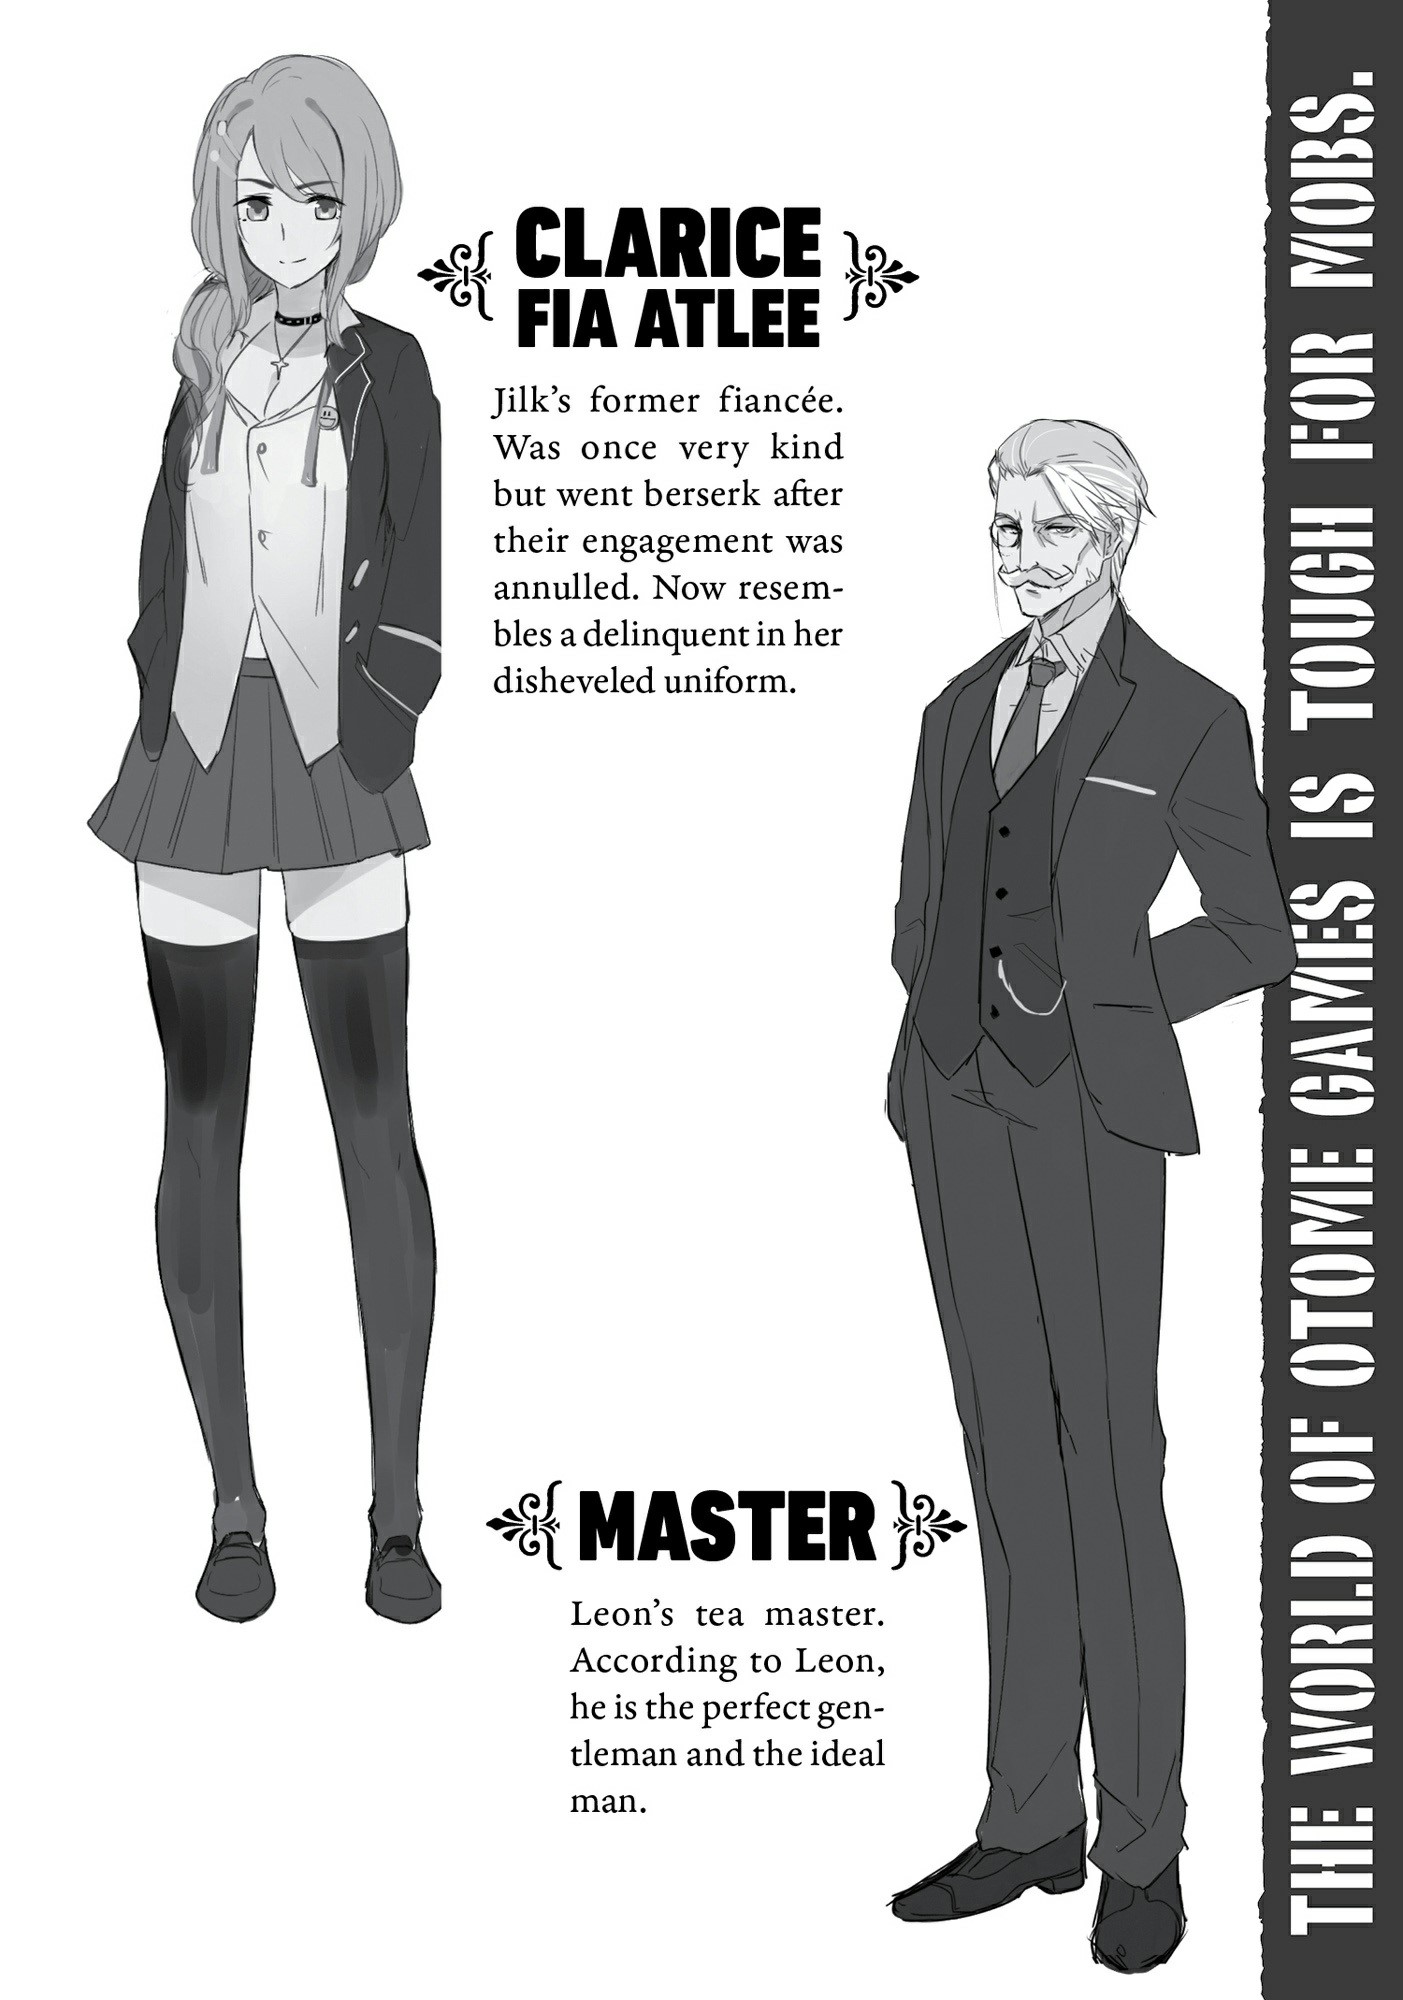 CLARICE
FIA ATLEE
Jilk’s former fiancée.
Was once very kind
but went berserk after
their engagement was
annulled. Now resem-
bles a delinquent in her
disheveled uniform.
MASTER
Leon’s tea master.
According to Leon,
he is the perfect gen-
tleman and the ideal
man.
THE WORLD OF OTOME GAMES IS TOUGH FOR MOBS.